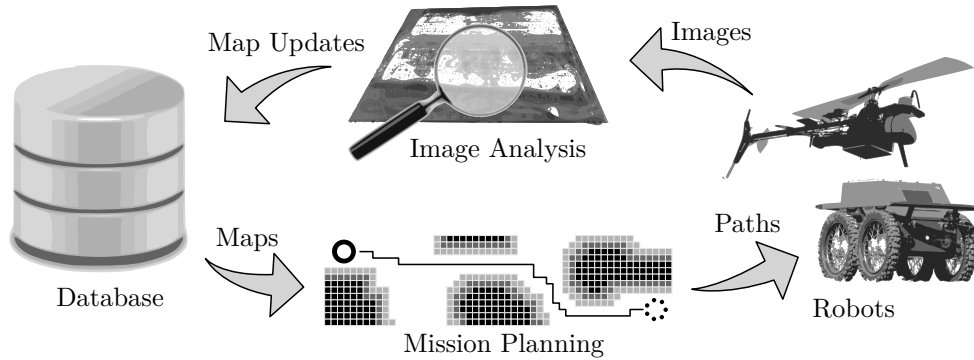 Map Updates
Images
Image Analysis
Maps
Paths
Database
Robots
Mission Planning